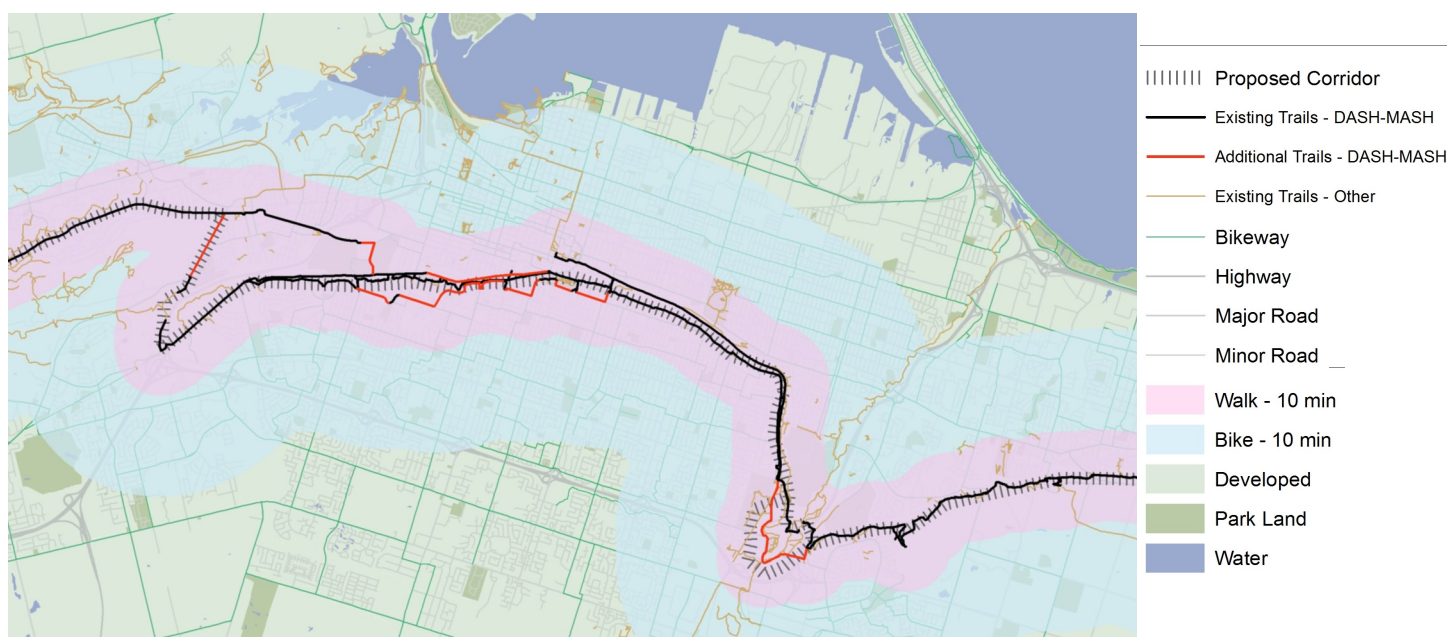 Proposed Corridor
Existing Trails - DASH-MASH
Additional Trails - DASH-MASH
Existing Trails - Other
Bikeway
Highway
Major Road
Minor Road
Walk - 10 min
Bike - 10 min
Developed
Park Land
Water